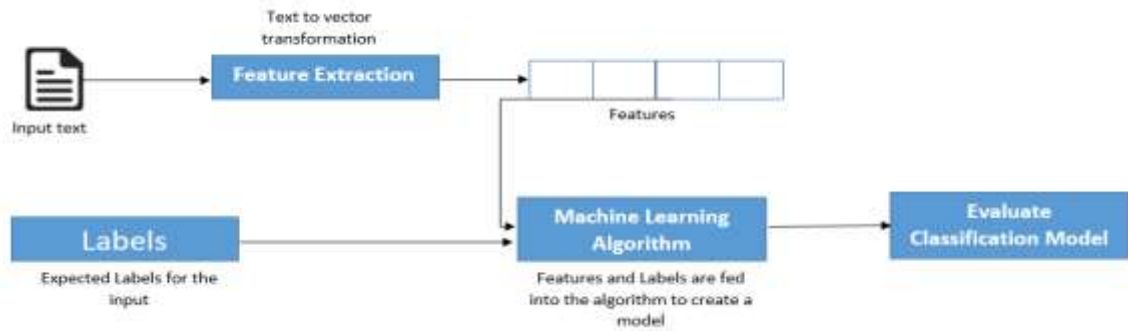 Text to vector
transformation
Feature Extraction
Input text
Features
Labels
Expected Labels for the
input
Machine Learning
Algorithm
Features and Labels are fed
into the algorithm to create a
model
Evaluate
Classification Model